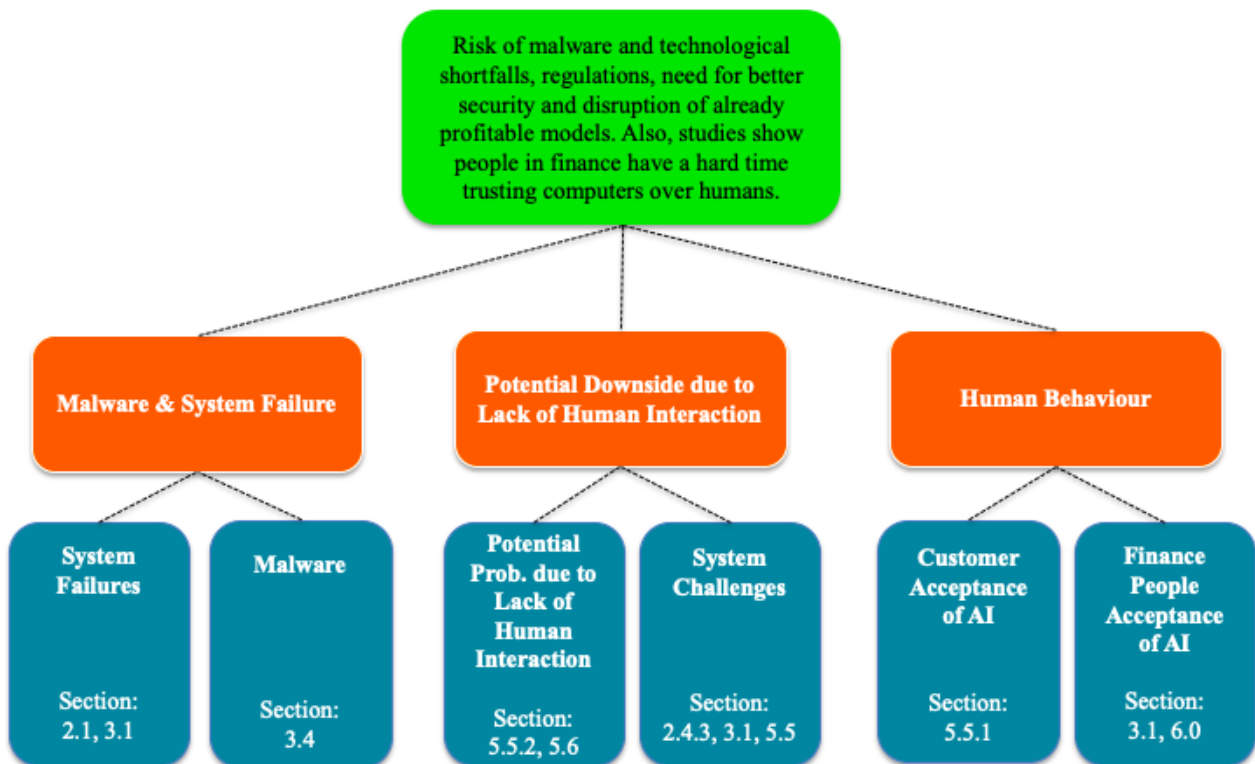 Risk of malware and technological
shortfalls, regulations, need for better
security and disruption of already
profitable models. Also, studies show
people in finance have a hard time
trusting computers over humans.
Malware & System Failure
Potential Downside due to
Lack of Human Interaction
Human Behaviour
System
Failures
Section:
2.1, 3.1
Malware
Section:
3.4
Potential
Prob. due to
Lack of
Human
Interaction
Section:
5.5.2, 5.6
System
Challenges
Section:
2.4.3, 3.1, 5.5
Customer
Acceptance
of AI
Section:
5.5.1
Finance
People
Acceptance
of AI
Section:
3.1, 6.0